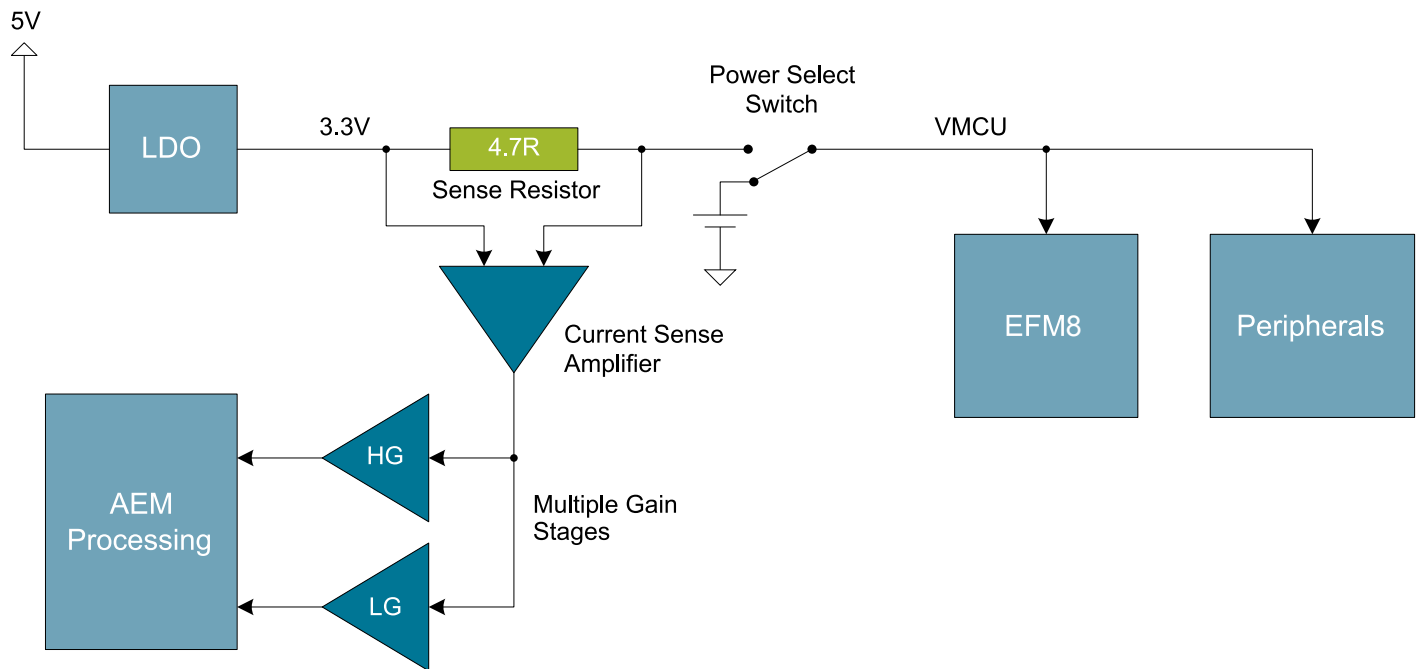 5V
Power Select
Switch
LDO
3.3V
4.7R
VMCU
Sense Resistor
EFM8
Peripherals
Current Sense
Amplifier
HG
AEM
Processing
Multiple Gain
Stages
LG